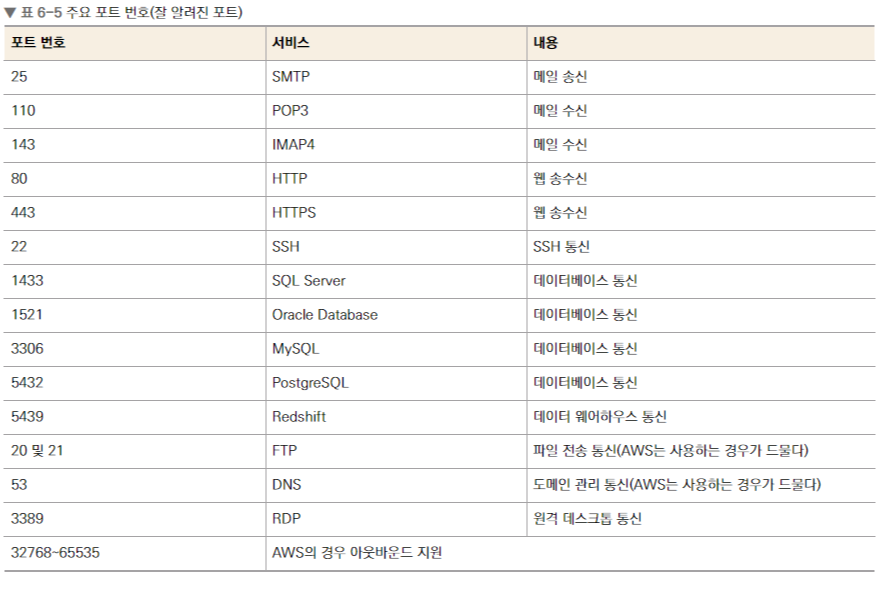 ▼ 표 6-5 주요 포트 번호(잘 알려진 포트)
포트 번호 서비스 내용
25 SMTP 메일 송신
110 POP3 메일 수신
143 IMAP4 메일 수신
80 HTTP 웹 송수신
443 HTTPS 웹 송수신
22 SSH SSH 통신
1433 SQL Server 데이터베이스 통신
1521 Oracle Database 데이터베이스 통신
3306 MySQL 데이터베이스 통신
5432 PostgreSQL 데이터베이스 통신
5439 Redshift 데이터 웨어하우스 통신
20 및 21 FTP 파일 전송 통신(AWS는 사용하는 경우가 드물다)
53 DNS 도메인 관리 통신(AWS는 사용하는 경우가 드물다)
3389 RDP 원격 데스크톱 통신
32768~65535 AWS의 경우 아웃바운드 지원